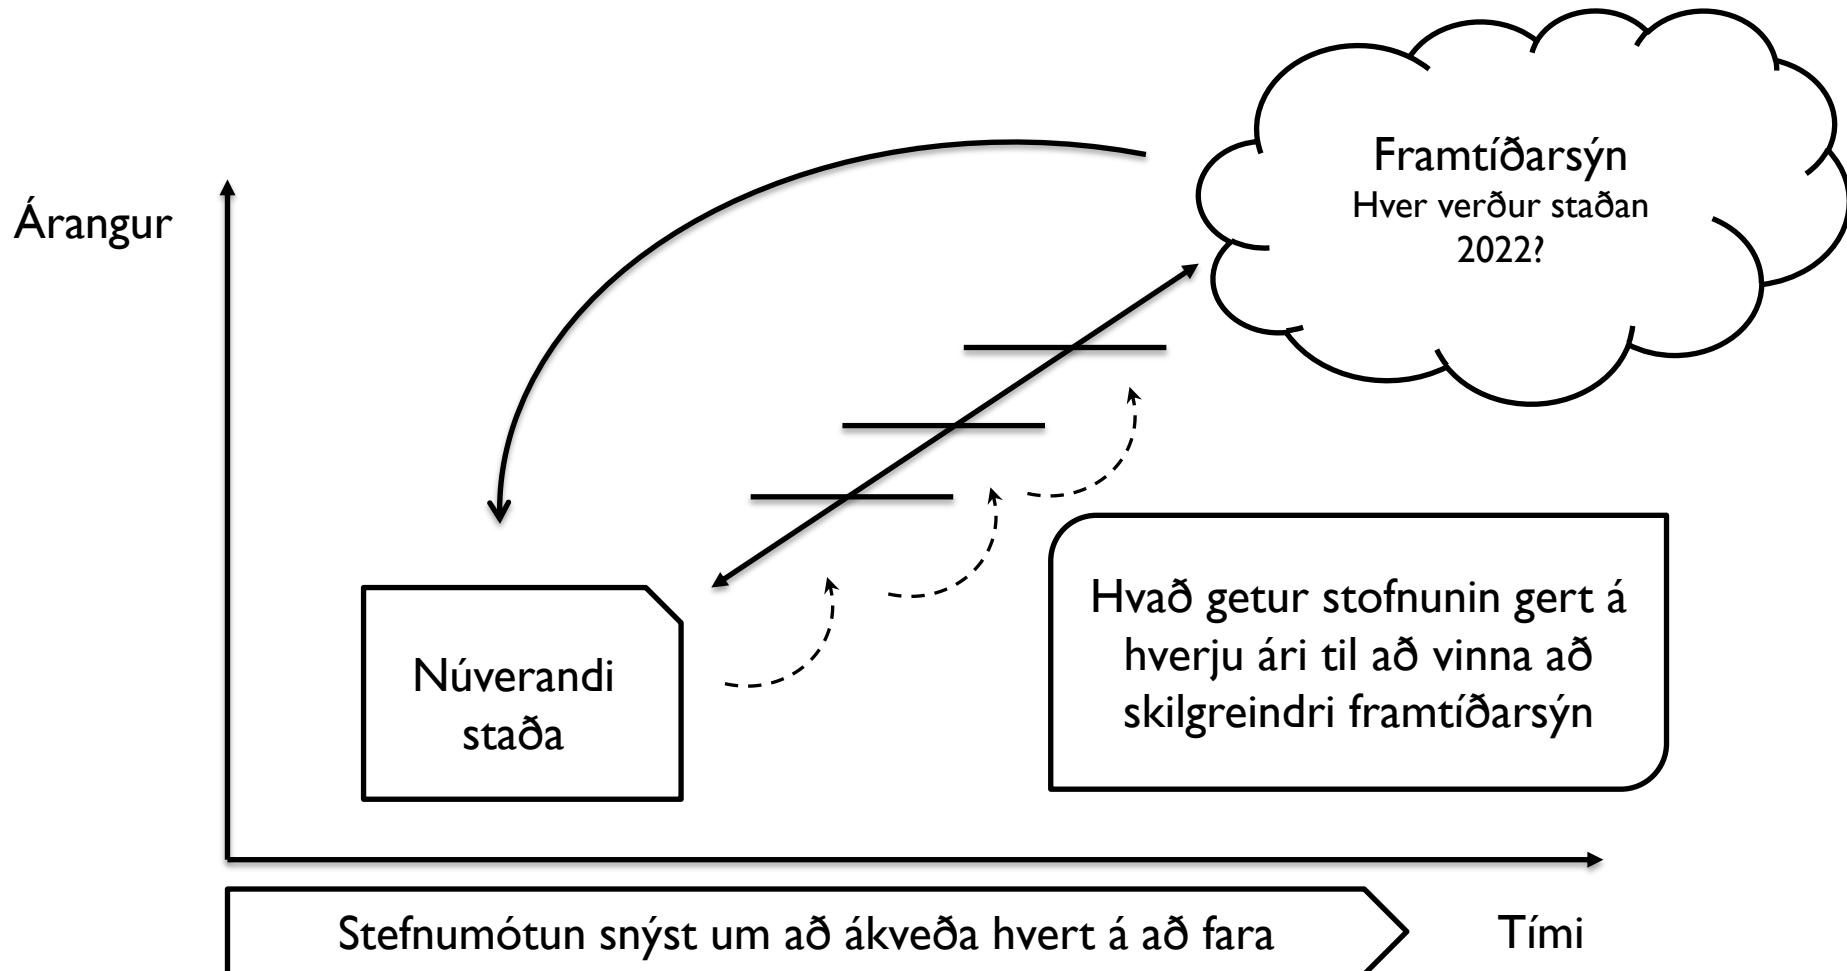 Framtíðarsýn
Hver verður staðan
2022?
Árangur
Hvað getur stofnunin gert á
hverju ári til að vinna að
skilgreindri framtíðarsýn
Núverandi
staða
Stefnumótun snýst um að ákveða hvert á að fara
Tími